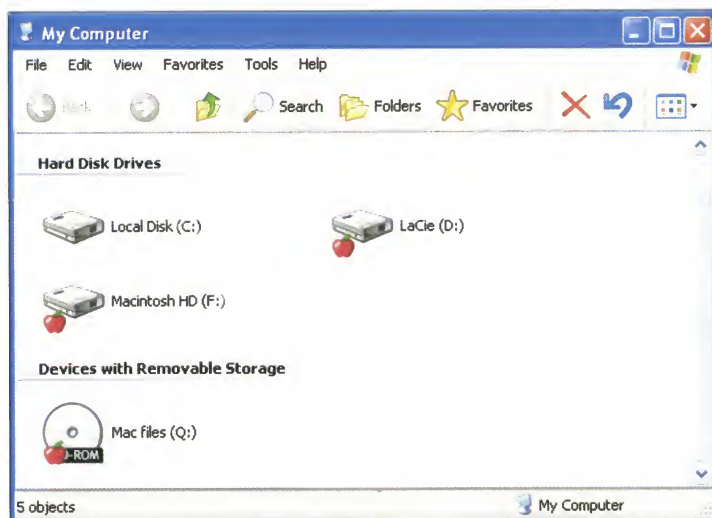 My Computer
File Edit View Favorites Tools Help
Back Search Folders Favorites
Hard Disk Drives
Local Disk (C:) LaCie (D:)
Macintosh HD (F:)
Devices with Removable Storage
Mac files (Q:)
D-ROM
5 objects My Computer